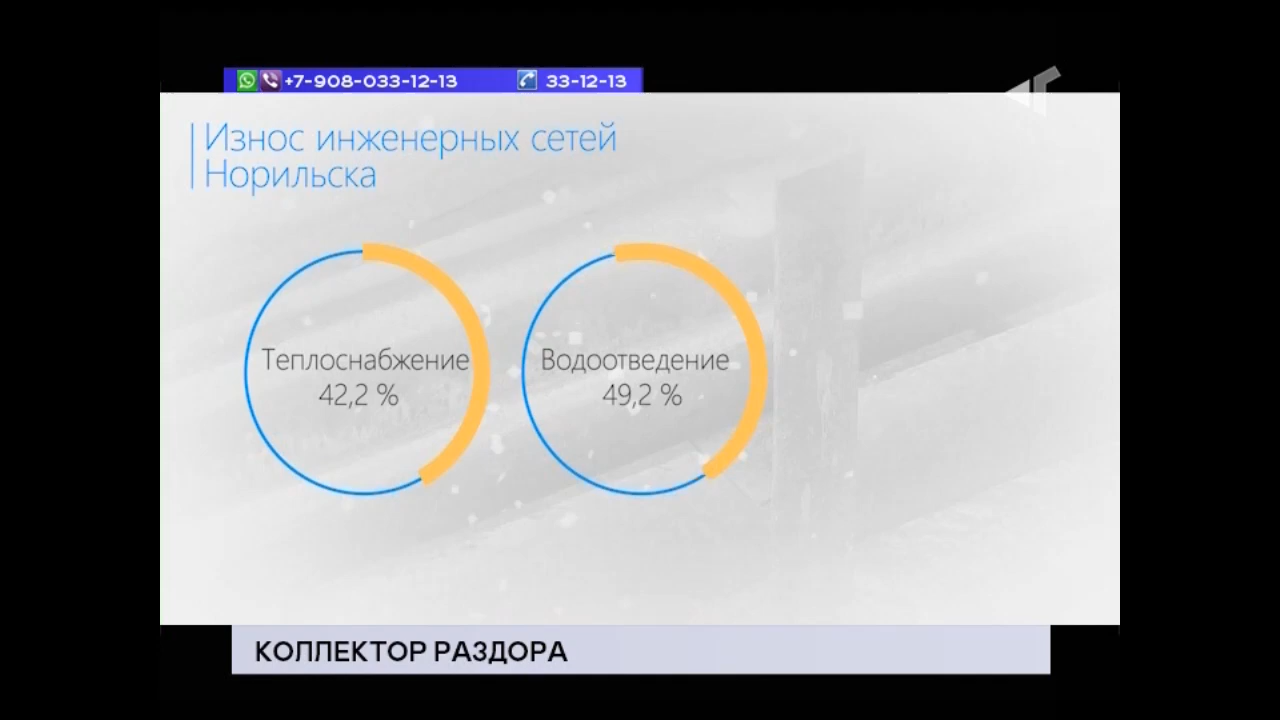 +7-908-033-12-13 33-12-13
Износ инженерных сетей
Норильска
Теплоснабжение
42,2 %
Водоотведение
49,2 %
КОЛЛЕКТОР РАЗДОРА